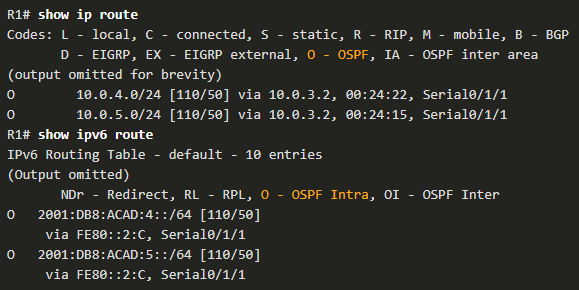 R1# show ip route
Codes: L - local, C - connected, S - static, R - RIP, M - mobile, B - BGP
D - EIGRP, EX - EIGRP external, O - OSPF, IA - OSPF inter area
(output omitted for brevity)
O 10.0.4.0/24 [110/50] via 10.0.3.2, 00:24:22, Serial0/1/1
O 10.0.5.0/24 [110/50] via 10.0.3.2, 00:24:15, Serial0/1/1
R1# show ipv6 route
IPv6 Routing Table - default - 10 entries
(Output omitted)
NDr - Redirect, RL - RPL, O - OSPF Intra, OI - OSPF Inter
O 2001:DB8:ACAD:4::/64 [110/50]
via FE80::2:C, Serial0/1/1
O 2001:DB8:ACAD:5::/64 [110/50]
via FE80::2:C, Serial0/1/1